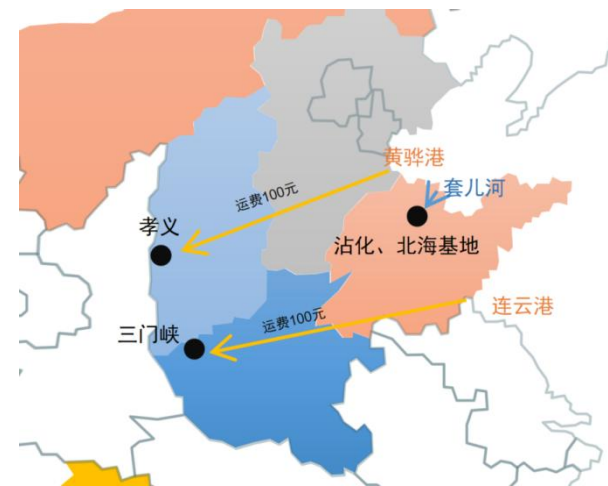 黄骅港
运费100元
套儿河
孝义
沾化、北海基地
连云港
运费100元
三门峡